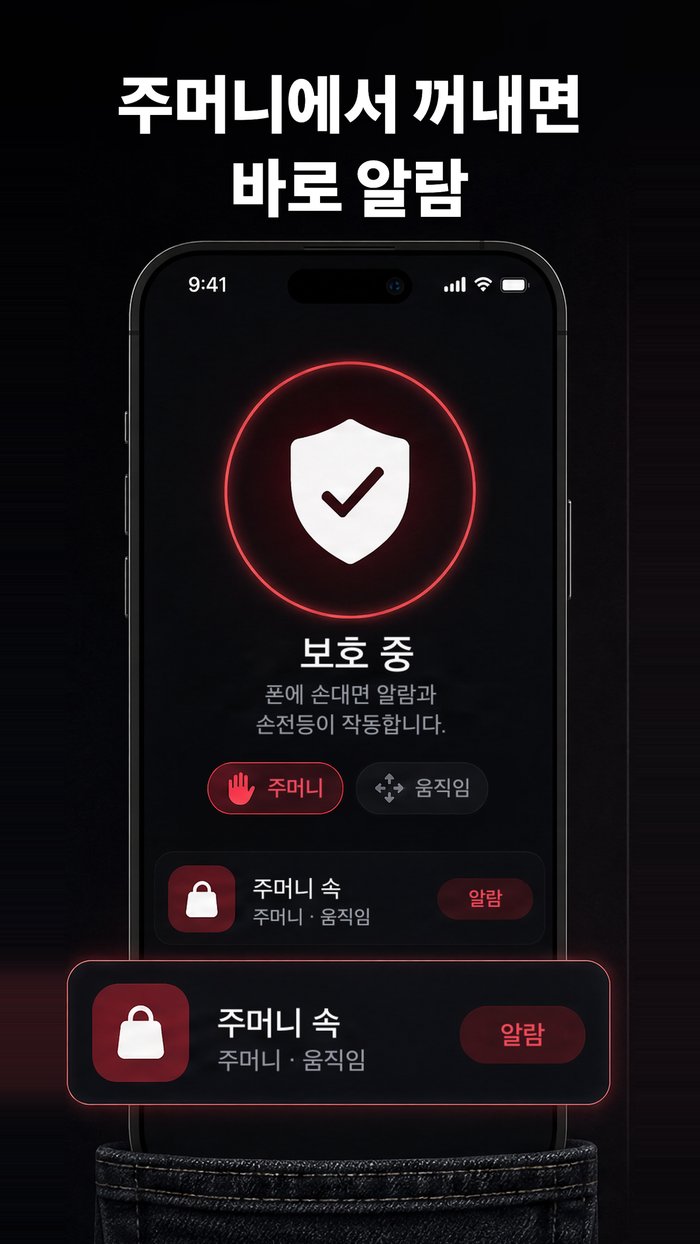 주머니에서 꺼내면
바로 알람
9:41
보호 중
폰에 손대면 알람과
손전등이 작동합니다.
주머니
움직임
주머니 속
주머니 · 움직임
알람
주머니 속
주머니 · 움직임
알람